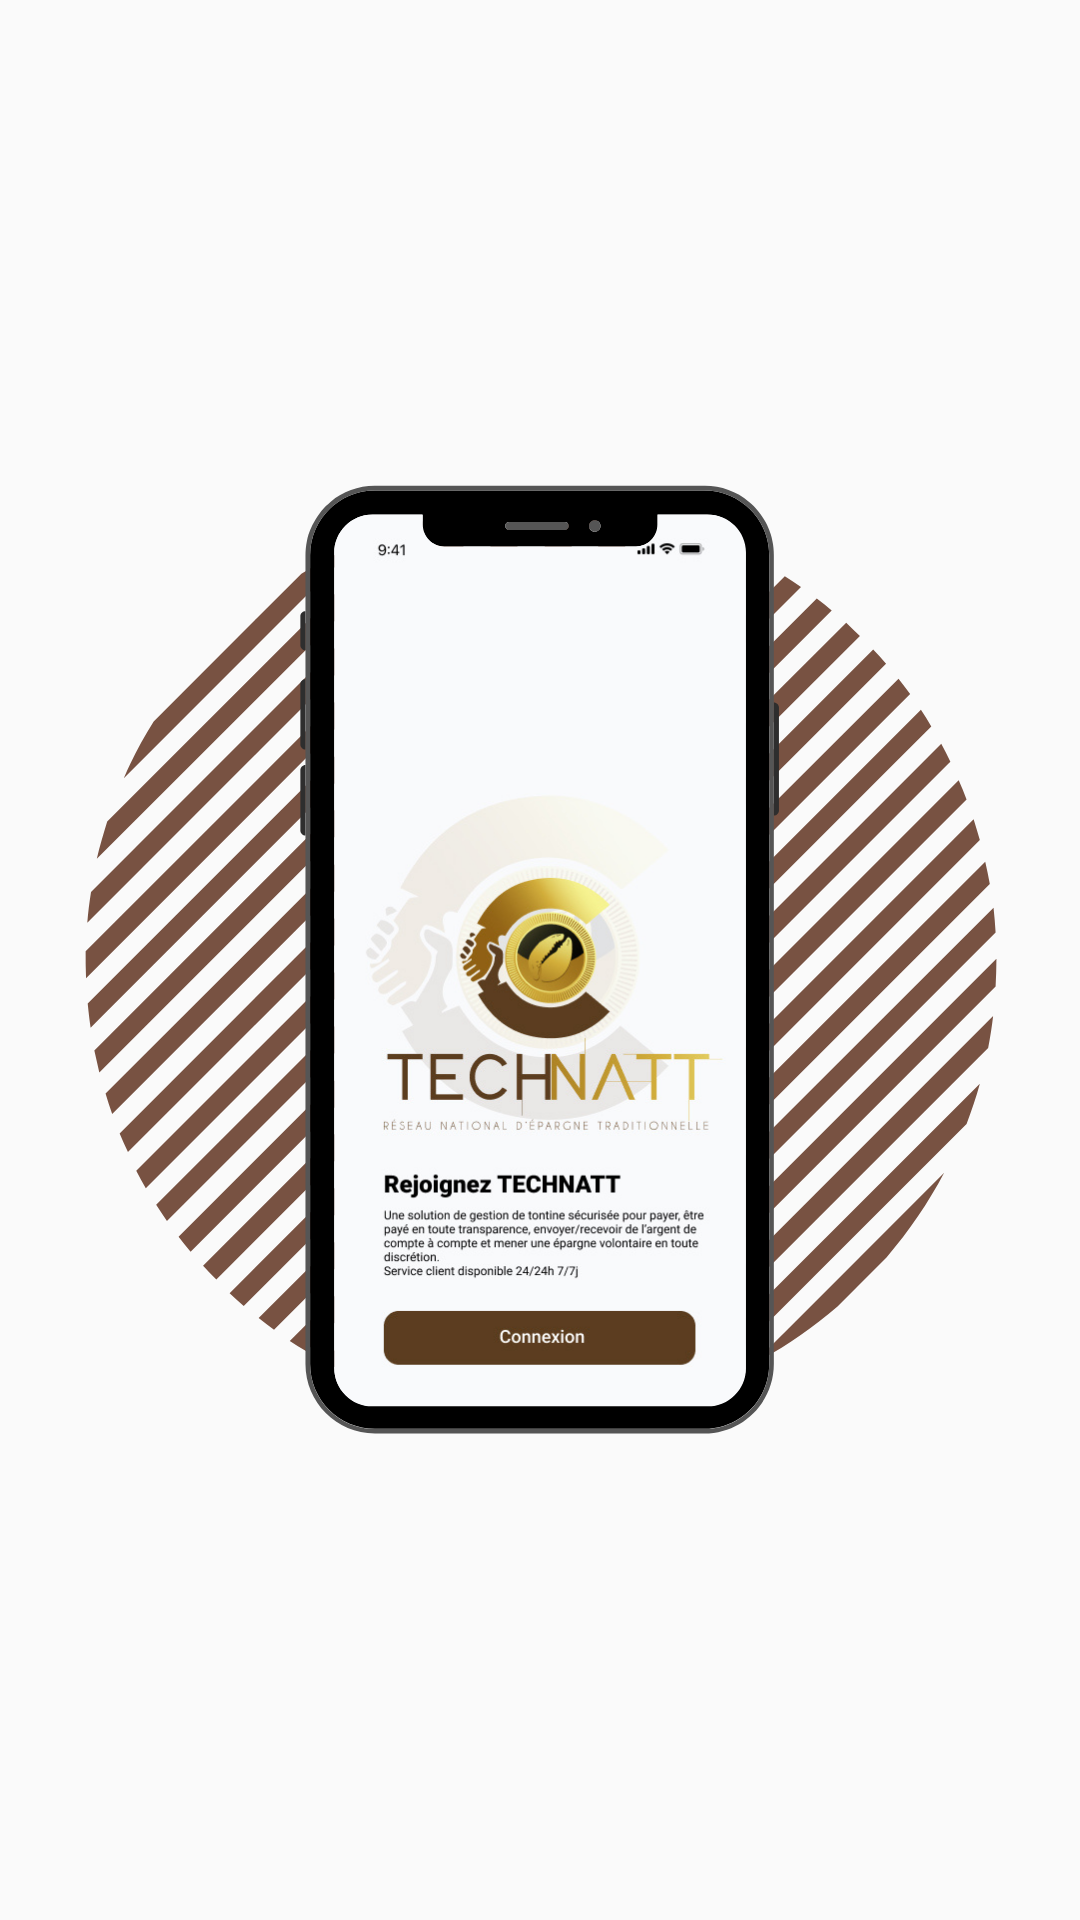 9:41
TECHNATT
RÉSEAU NATIONAL D'ÉPARGNE TRADITIONNELLE
Rejoignez TECHNATT
Une solution de gestion de tontine sécurisée pour payer, être
payé en toute transparence, envoyer/recevoir de l'argent de
compte à compte et mener une épargne volontaire en toute
discrétion.
Service client disponible 24/24h 7/7j
Connexion